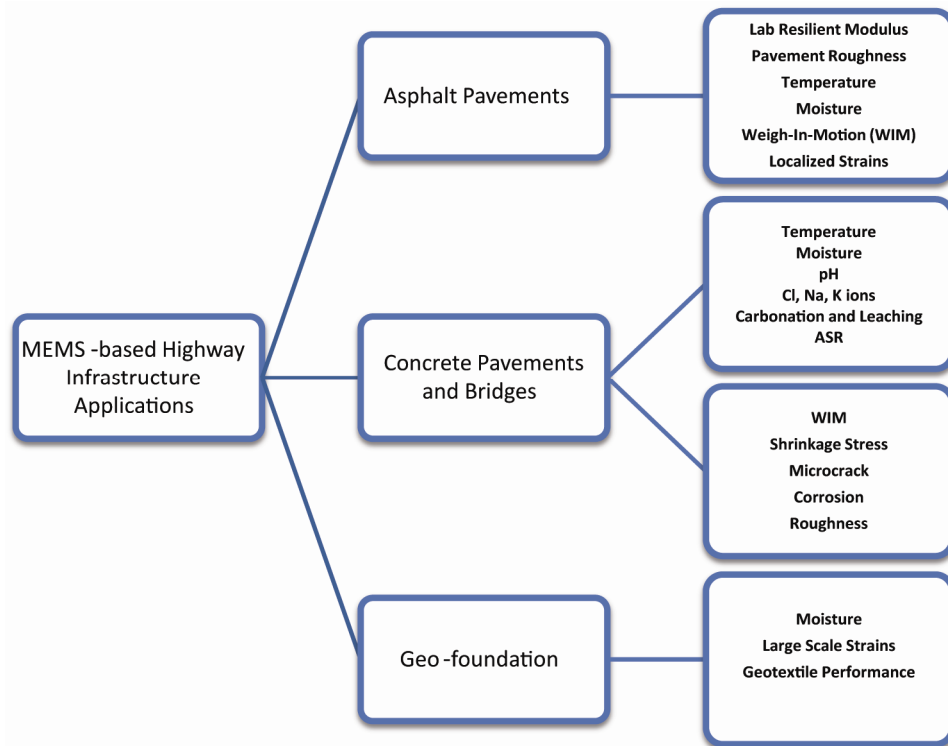 MEMS -based Highway
Infrastructure
Applications
Asphalt Pavements
Lab Resilient Modulus
Pavement Roughness
Temperature
Moisture
Weigh-In-Motion (WIM)
Localized Strains
Concrete Pavements
and Bridges
Temperature
Moisture
pH
Cl, Na, K ions
Carbonation and Leaching
ASR
WIM
Shrinkage Stress
Microcrack
Corrosion
Roughness
Geo -foundation
Moisture
Large Scale Strains
Geotextile Performance